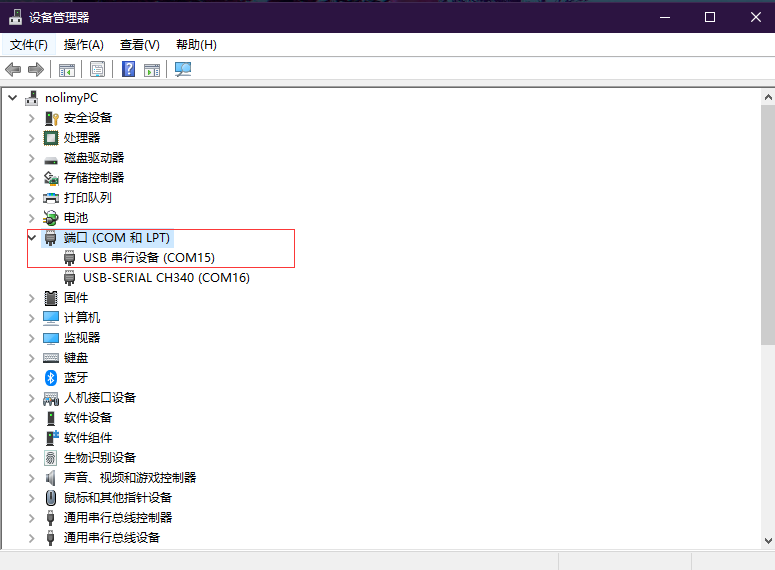 设备管理器
文件(F) 操作(A) 查看(V) 帮助(H)
nolimyPC
安全设备
处理器
磁盘驱动器
存储控制器
打印队列
电池
端口 (COM 和 LPT)
USB 串行设备 (COM15)
USB-SERIAL CH340 (COM16)
固件
计算机
监视器
键盘
蓝牙
人机接口设备
软件设备
软件组件
生物识别设备
声音、视频和游戏控制器
鼠标和其他指针设备
通用串行总线控制器
通用串行总线设备